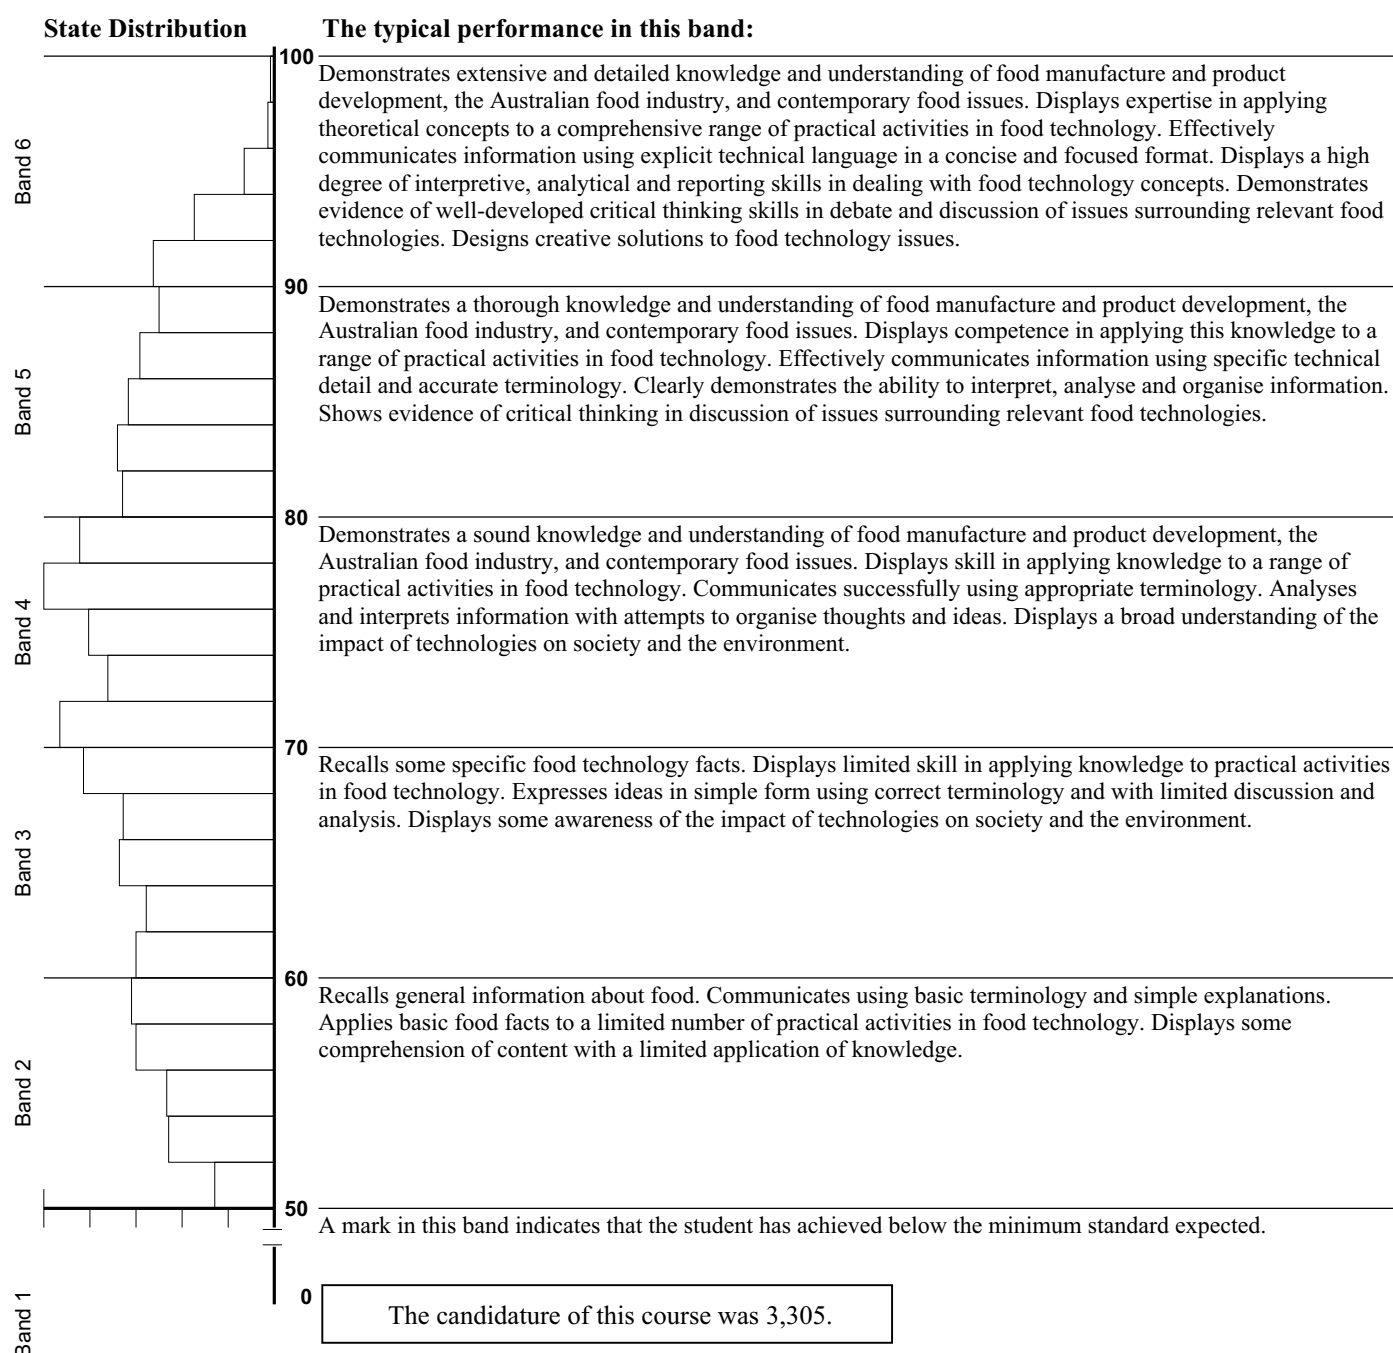 State Distribution
The typical performance in this band:
100
Band 6
Demonstrates extensive and detailed knowledge and understanding of food manufacture and product
development, the Australian food industry, and contemporary food issues. Displays expertise in applying
theoretical concepts to a comprehensive range of practical activities in food technology. Effectively
communicates information using explicit technical language in a concise and focused format. Displays a high
degree of interpretive, analytical and reporting skills in dealing with food technology concepts. Demonstrates
evidence of well-developed critical thinking skills in debate and discussion of issues surrounding relevant food
technologies. Designs creative solutions to food technology issues.
90
Band 5
Demonstrates a thorough knowledge and understanding of food manufacture and product development, the
Australian food industry, and contemporary food issues. Displays competence in applying this knowledge to a
range of practical activities in food technology. Effectively communicates information using specific technical
detail and accurate terminology. Clearly demonstrates the ability to interpret, analyse and organise information.
Shows evidence of critical thinking in discussion of issues surrounding relevant food technologies.
80
Band 4
Demonstrates a sound knowledge and understanding of food manufacture and product development, the
Australian food industry, and contemporary food issues. Displays skill in applying knowledge to a range of
practical activities in food technology. Communicates successfully using appropriate terminology. Analyses
and interprets information with attempts to organise thoughts and ideas. Displays a broad understanding of the
impact of technologies on society and the environment.
70
Band 3
Recalls some specific food technology facts. Displays limited skill in applying knowledge to practical activities
in food technology. Expresses ideas in simple form using correct terminology and with limited discussion and
analysis. Displays some awareness of the impact of technologies on society and the environment.
60
Band 2
Recalls general information about food. Communicates using basic terminology and simple explanations.
Applies basic food facts to a limited number of practical activities in food technology. Displays some
comprehension of content with a limited application of knowledge.
50
A mark in this band indicates that the student has achieved below the minimum standard expected.
0
Band 1
The candidature of this course was 3,305.